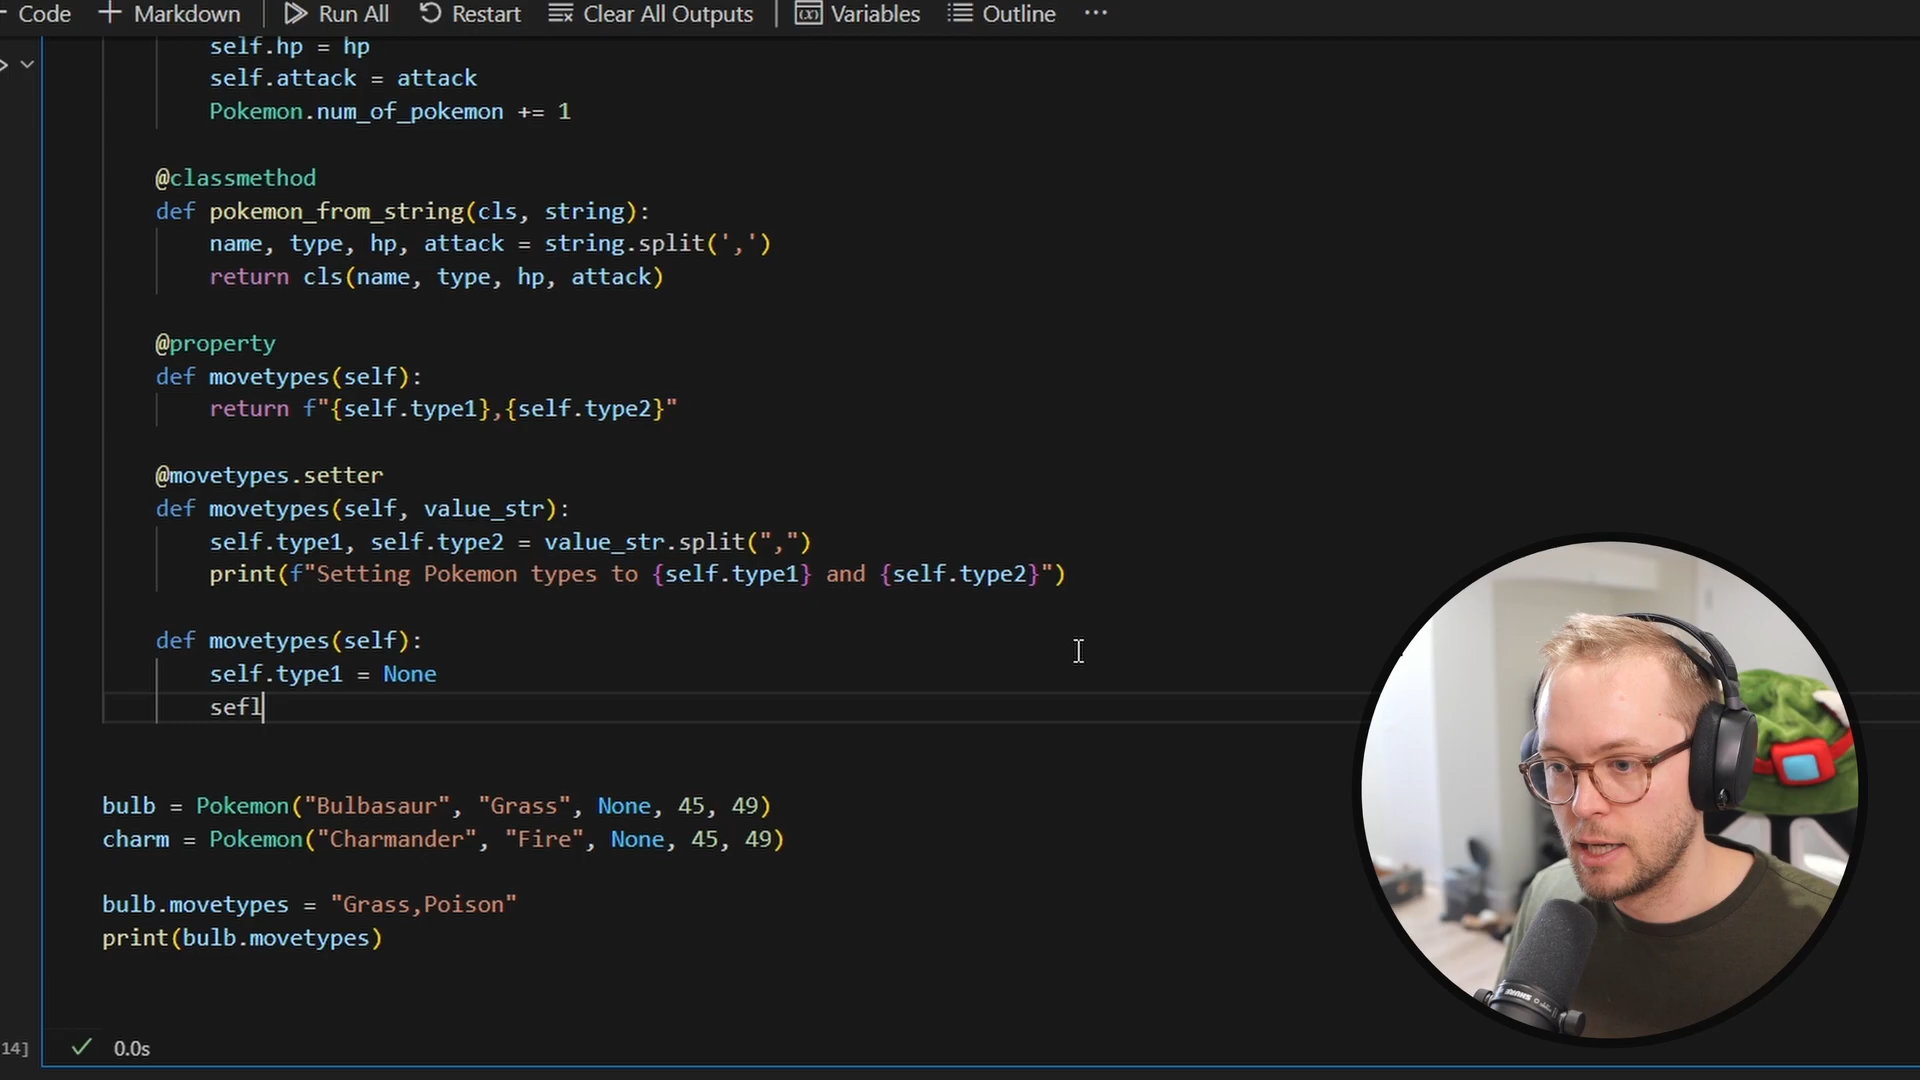 Code + Markdown Run All Restart Clear All Outputs Variables Outline ...
self.hp = hp
self.attack = attack
Pokemon.num_of_pokemon += 1
@classmethod
def pokemon_from_string(cls, string):
name, type, hp, attack = string.split(',')
return cls(name, type, hp, attack)
@property
def movetypes(self):
return f"{self.type1},{self.type2}"
@movetypes.setter
def movetypes(self, value_str):
self.type1, self.type2 = value_str.split(",")
print(f"Setting Pokemon types to {self.type1} and {self.type2}")
def movetypes(self):
self.type1 = None
sefl
bulb = Pokemon("Bulbasaur", "Grass", None, 45, 49)
charm = Pokemon("Charmander", "Fire", None, 45, 49)
bulb.movetypes = "Grass,Poison"
print(bulb.movetypes)
14] 0.0s
SHURE